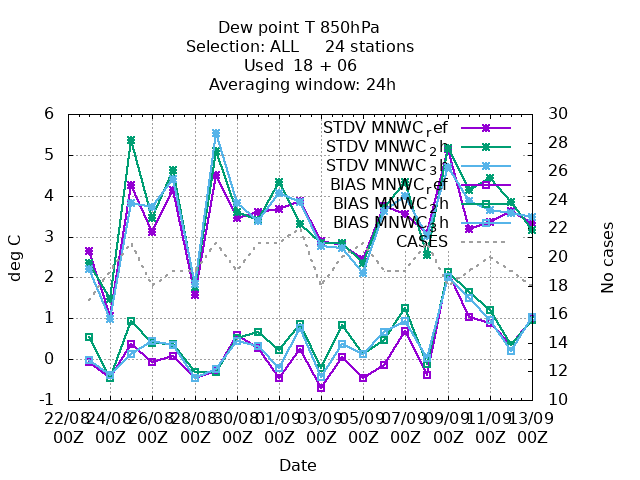 Dew point T 850hPa
Selection: ALL 24 stations
Used 18 + 06
Averaging window: 24h
STDV MNWC_ref
STDV MNWC_2h
STDV MNWC_3h
BIAS MNWC_ref
BIAS MNWC_2h
BIAS MNWC_3h
CASES
deg C
6
5
4
3
2
1
0
-1
No cases
30
28
26
24
22
20
18
16
14
12
10
22/08 24/08 26/08 28/08 30/08 01/09 03/09 05/09 07/09 09/09 11/09 13/09
00Z 00Z 00Z 00Z 00Z 00Z 00Z 00Z 00Z 00Z 00Z 00Z
Date